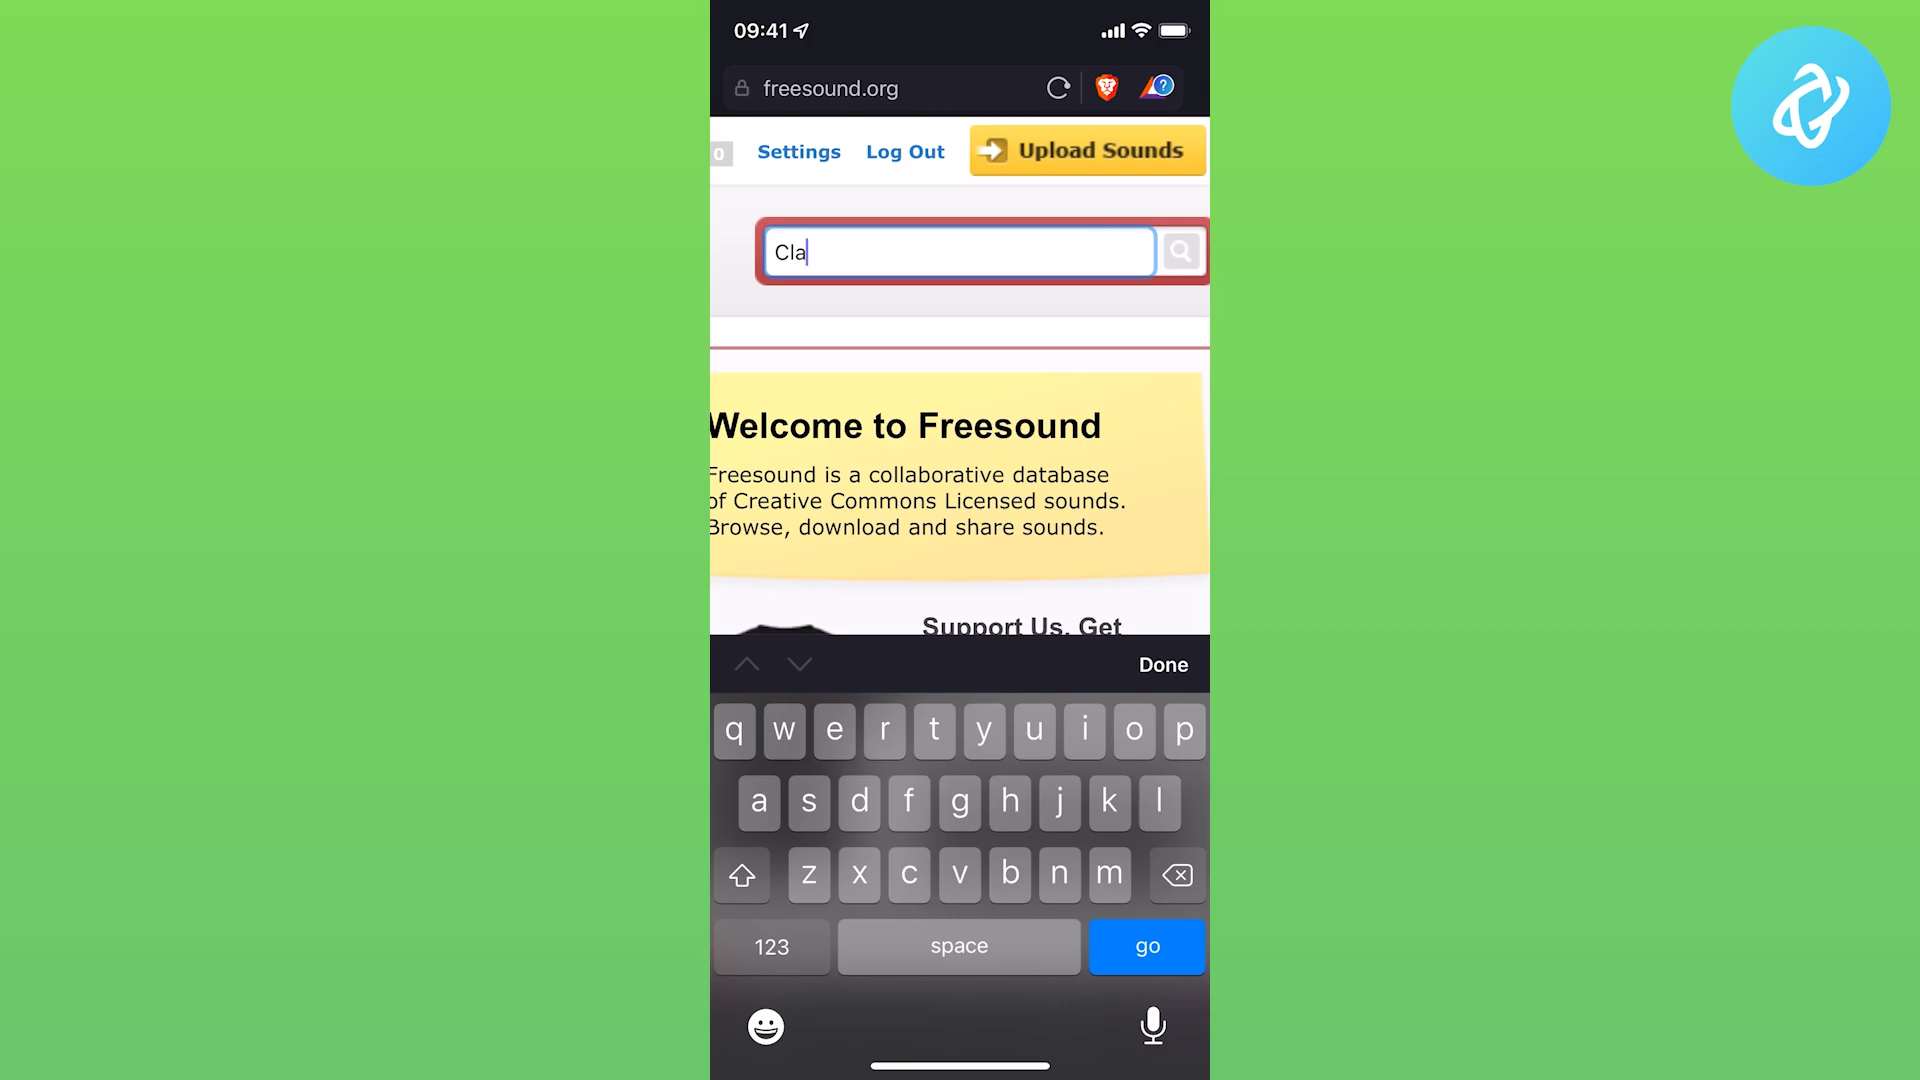 09:41
freesound.org
?
0 Settings Log Out Upload Sounds
Cla
Welcome to Freesound
Freesound is a collaborative database
of Creative Commons Licensed sounds.
Browse, download and share sounds.
Support Us, Get
Done
q w e r t y u i o p
a s d f g h j k l
z x c v b n m
123 space go